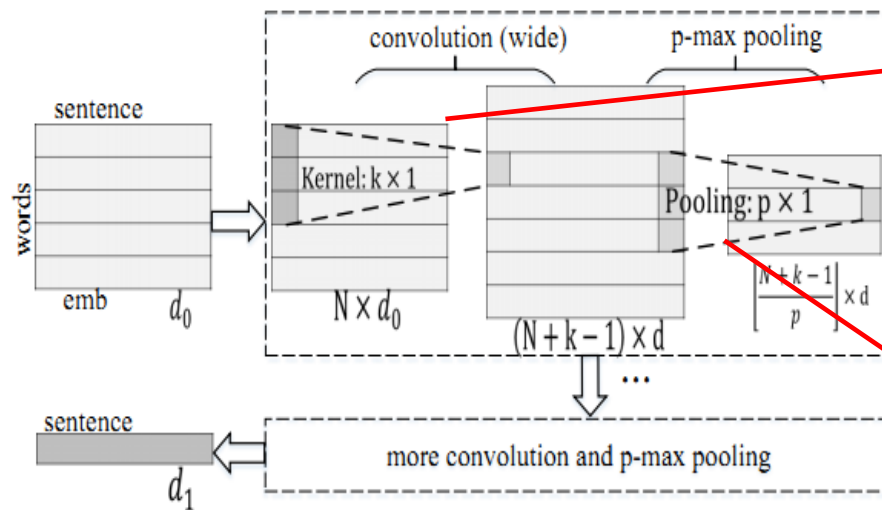 convolution (wide)
p-max pooling
sentence
words
Kernel: k × 1
Pooling: p × 1
emb
d₀
N × d₀
(N + k − 1) × d
⌈(N + k − 1)/p⌉ × d
...
sentence
d₁
more convolution and p-max pooling